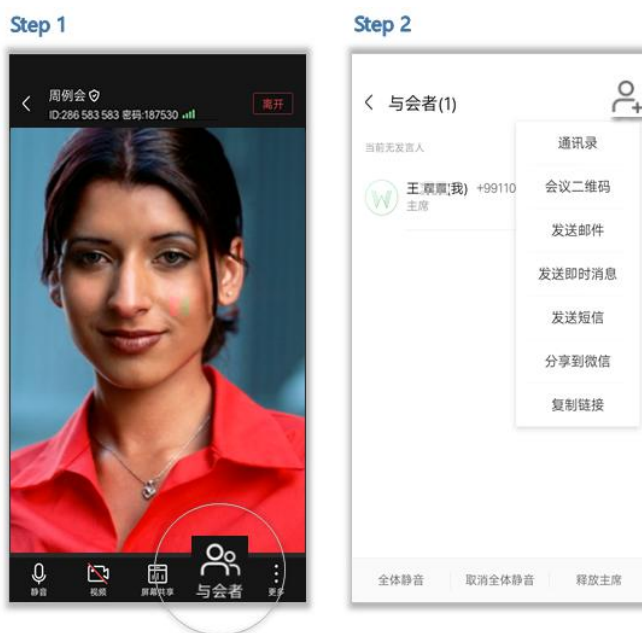 Step 1
周例会
ID:286 583 583 密码:187530
离开
静音
视频
屏幕共享
与会者
更多
Step 2
与会者(1)
当前无发言人
王 (我) +99110
主席
通讯录
会议二维码
发送邮件
发送即时消息
发送短信
分享到微信
复制链接
全体静音 取消全体静音 释放主席